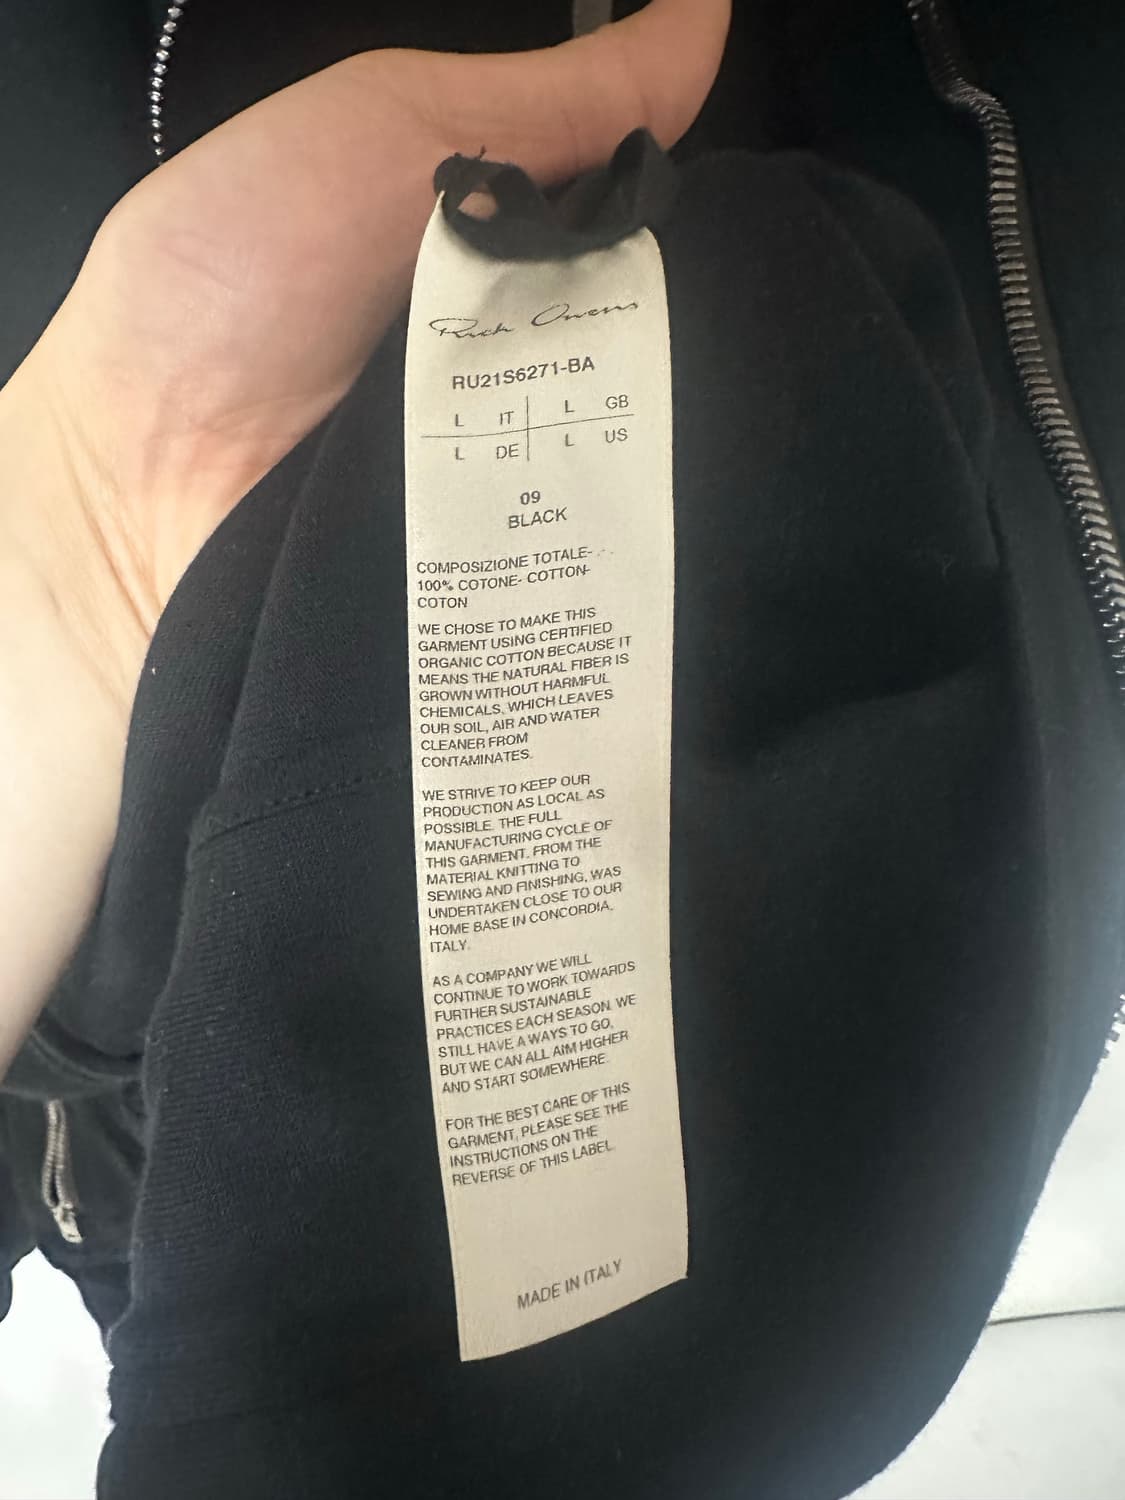 Rick Owens
RU21S6271-BA
L IT L GB
L DE L US
09
BLACK
COMPOSIZIONE TOTALE-
100% COTONE- COTTON-
COTON
WE CHOSE TO MAKE THIS
GARMENT USING CERTIFIED
ORGANIC COTTON BECAUSE IT
MEANS THE NATURAL FIBER IS
GROWN WITHOUT HARMFUL
CHEMICALS, WHICH LEAVES
OUR SOIL, AIR AND WATER
CLEANER FROM
CONTAMINATES.
WE STRIVE TO KEEP OUR
PRODUCTION AS LOCAL AS
POSSIBLE. THE FULL
MANUFACTURING CYCLE OF
THIS GARMENT, FROM THE
MATERIAL KNITTING TO
SEWING AND FINISHING, WAS
UNDERTAKEN CLOSE TO OUR
HOME BASE IN CONCORDIA,
ITALY.
AS A COMPANY WE WILL
CONTINUE TO WORK TOWARDS
FURTHER SUSTAINABLE
PRACTICES EACH SEASON. WE
STILL HAVE A WAYS TO GO,
BUT WE CAN ALL AIM HIGHER
AND START SOMEWHERE.
FOR THE BEST CARE OF THIS
GARMENT, PLEASE SEE THE
INSTRUCTIONS ON THE
REVERSE OF THIS LABEL
MADE IN ITALY